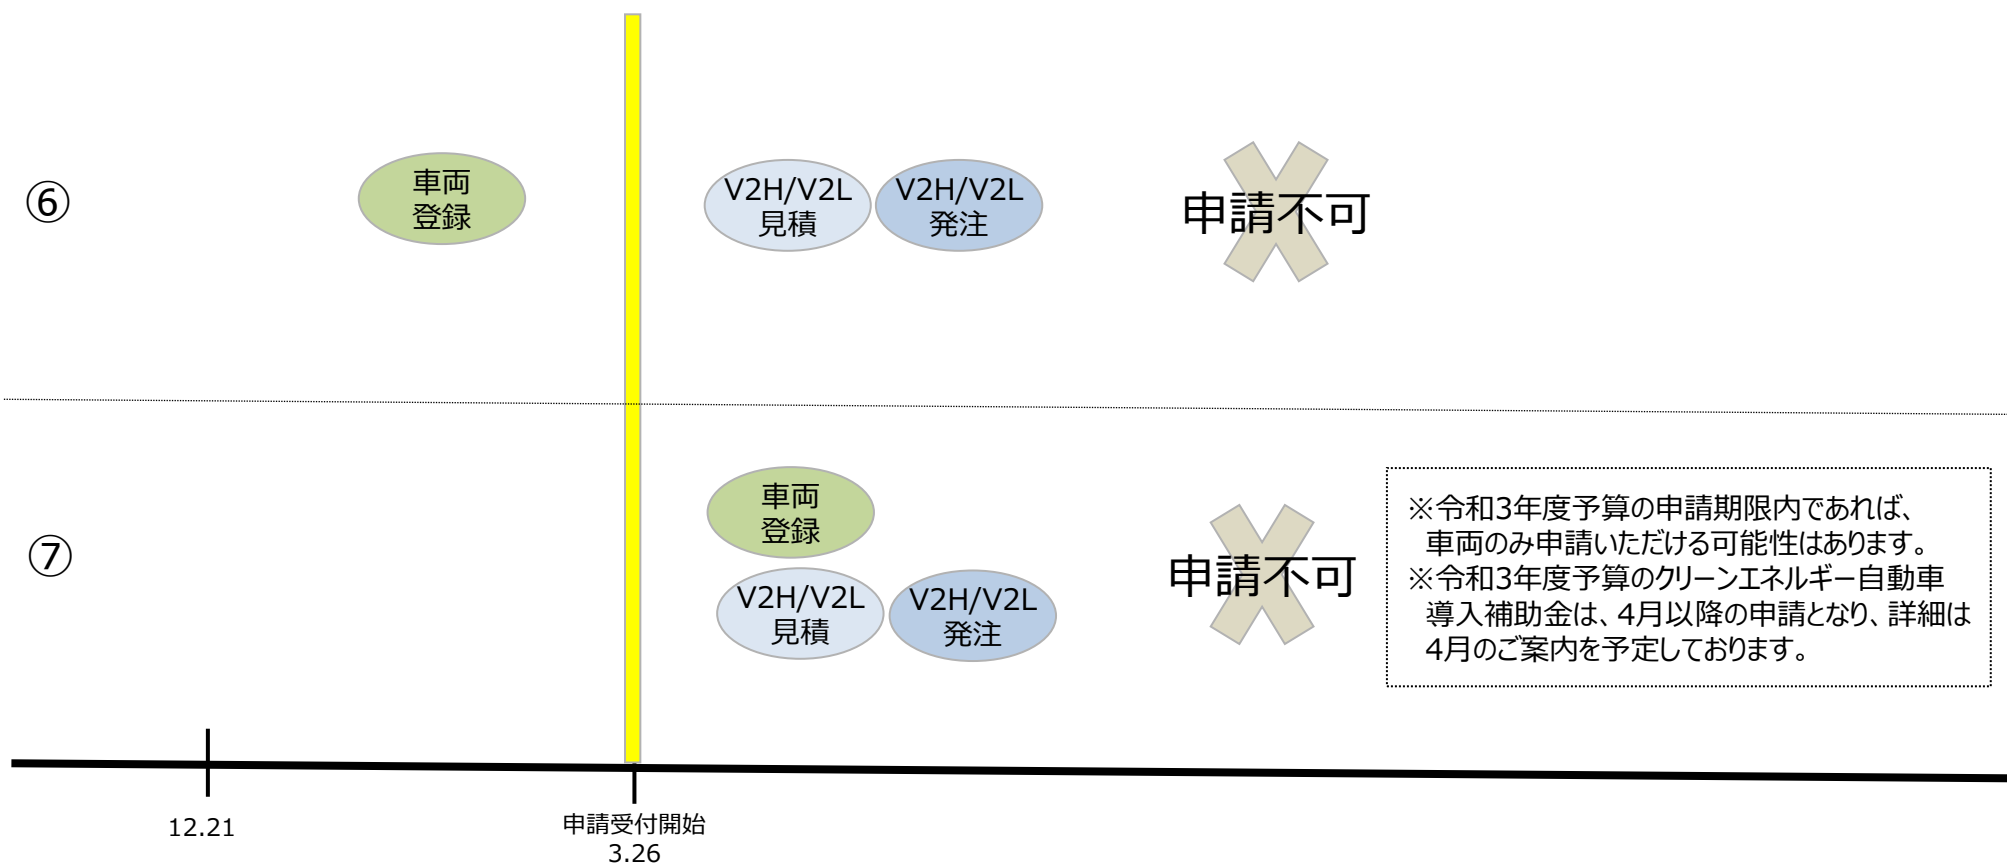 ⑥
車両
登録
V2H/V2L
見積
V2H/V2L
発注
申請不可
⑦
車両
登録
V2H/V2L
見積
V2H/V2L
発注
申請不可
※令和3年度予算の申請期限内であれば、
車両のみ申請いただける可能性はあります。
※令和3年度予算のクリーンエネルギー自動車
導入補助金は、4月以降の申請となり、詳細は
4月のご案内を予定しております。
12.21
申請受付開始
3.26